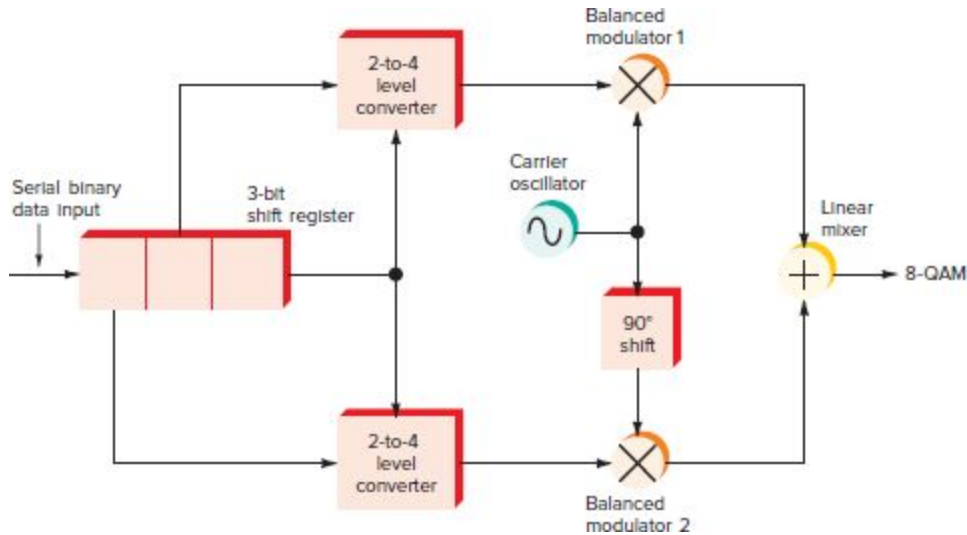 Balanced
modulator 1
2-to-4
level
converter
Carrier
oscillator
Serial binary
data input
3-bit
shift register
Linear
mixer
8-QAM
90°
shift
2-to-4
level
converter
Balanced
modulator 2